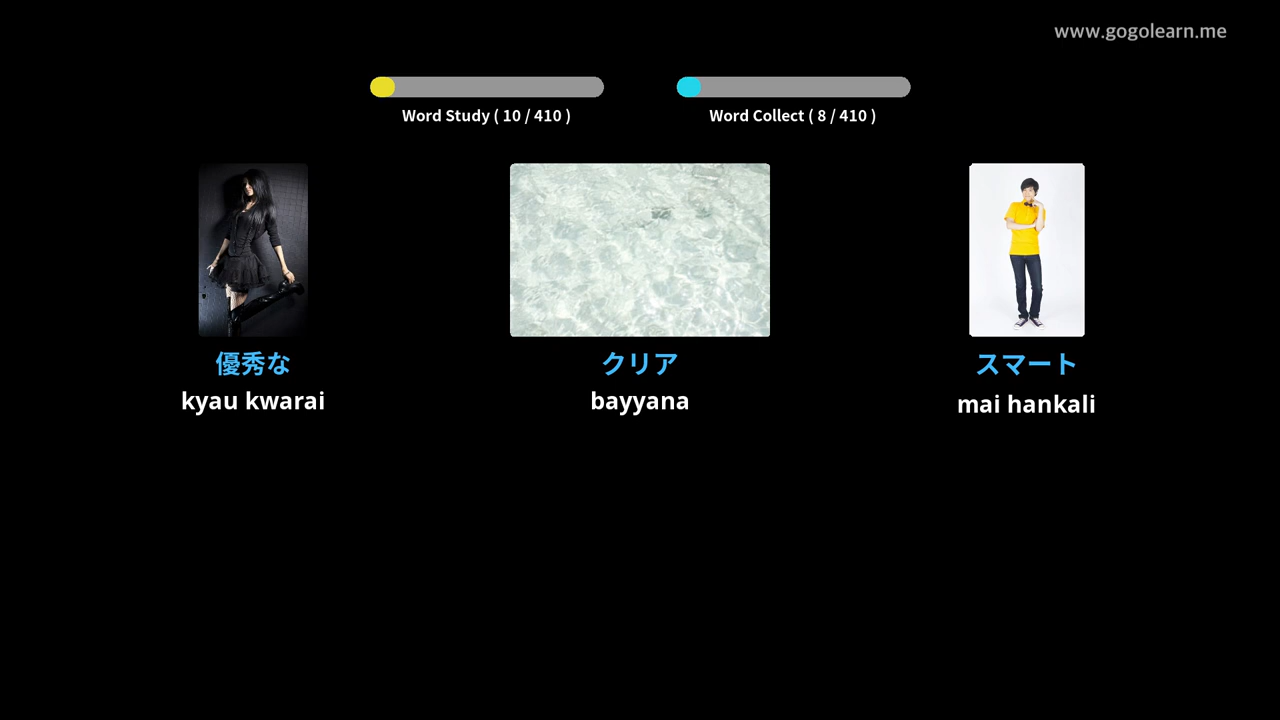 www.gogolearn.me
Word Study ( 10 / 410 )
Word Collect ( 8 / 410 )
優秀な
クリア
スマート
kyau kwarai
bayyana
mai hankali